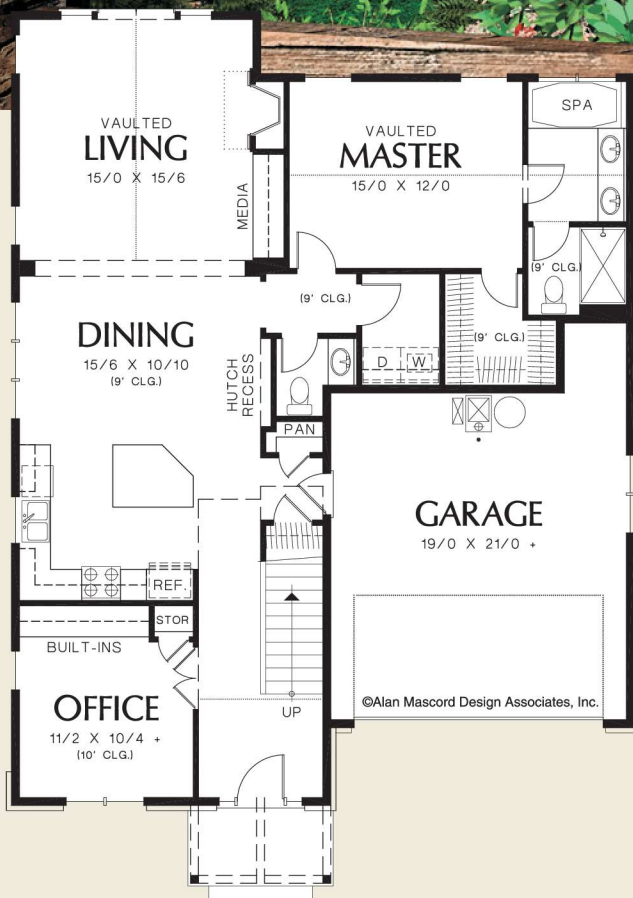 VAULTED
LIVING
15/0 X 15/6
MEDIA
VAULTED
MASTER
15/0 X 12/0
SPA
(9' CLG.)
(9' CLG.)
(9' CLG.)
D
W
DINING
15/6 X 10/10
(9' CLG.)
HUTCH
RECESS
PAN
GARAGE
19/0 X 21/0 +
REF.
STOR
BUILT-INS
OFFICE
11/2 X 10/4 +
(10' CLG.)
UP
©Alan Mascord Design Associates, Inc.